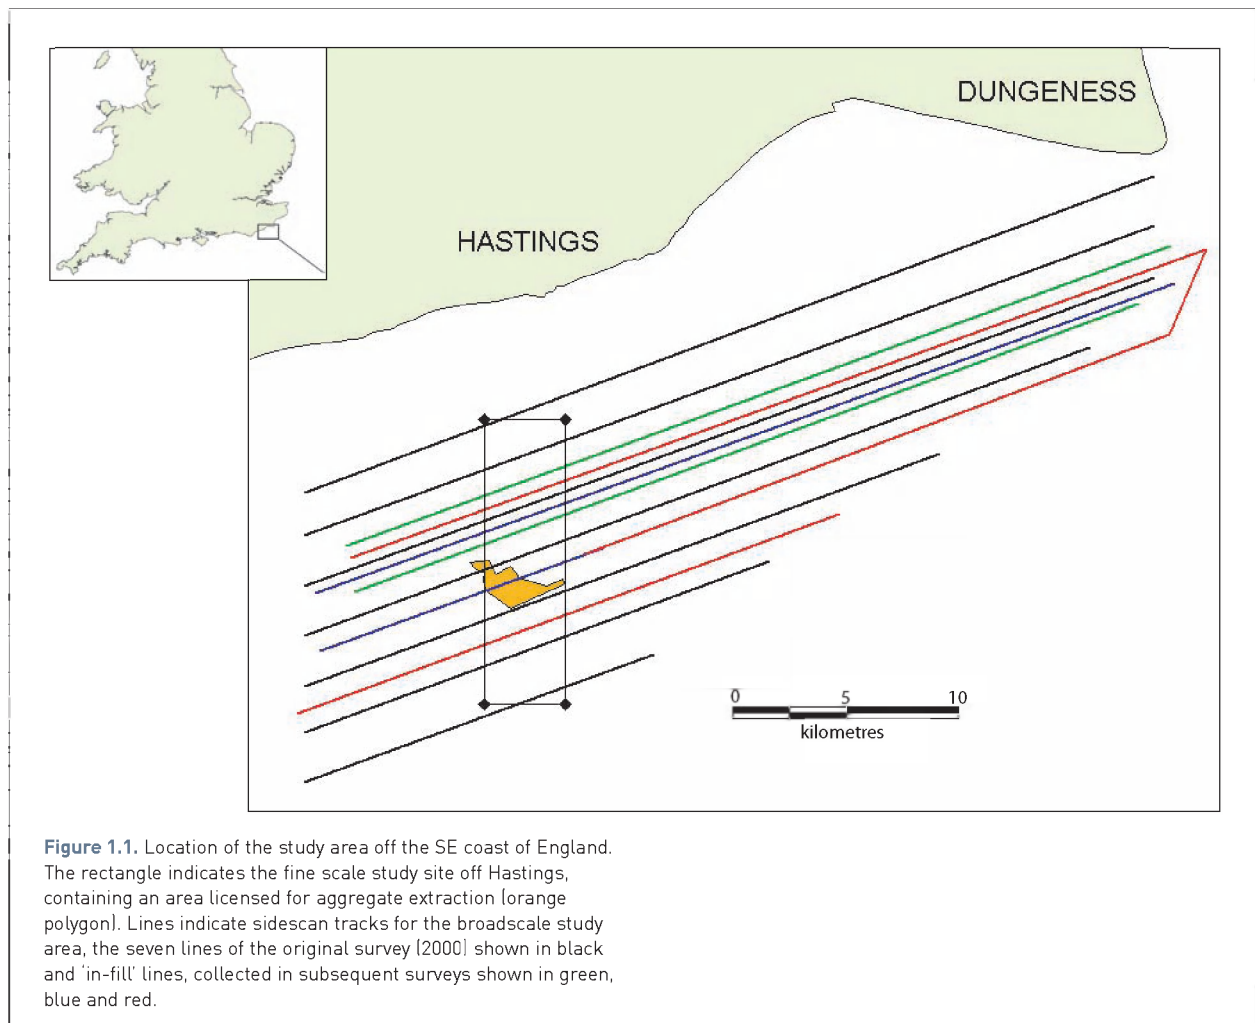 DUNGENESS
HASTINGS
0 5 10
kilometres
Figure 1.1. Location of the study area off the SE coast of England.
The rectangle indicates the fine scale study site off Hastings,
containing an area licensed for aggregate extraction (orange
polygon). Lines indicate sidescan tracks for the broadscale study
area, the seven lines of the original survey (2000) shown in black
and ‘in-fill’ lines, collected in subsequent surveys shown in green,
blue and red.